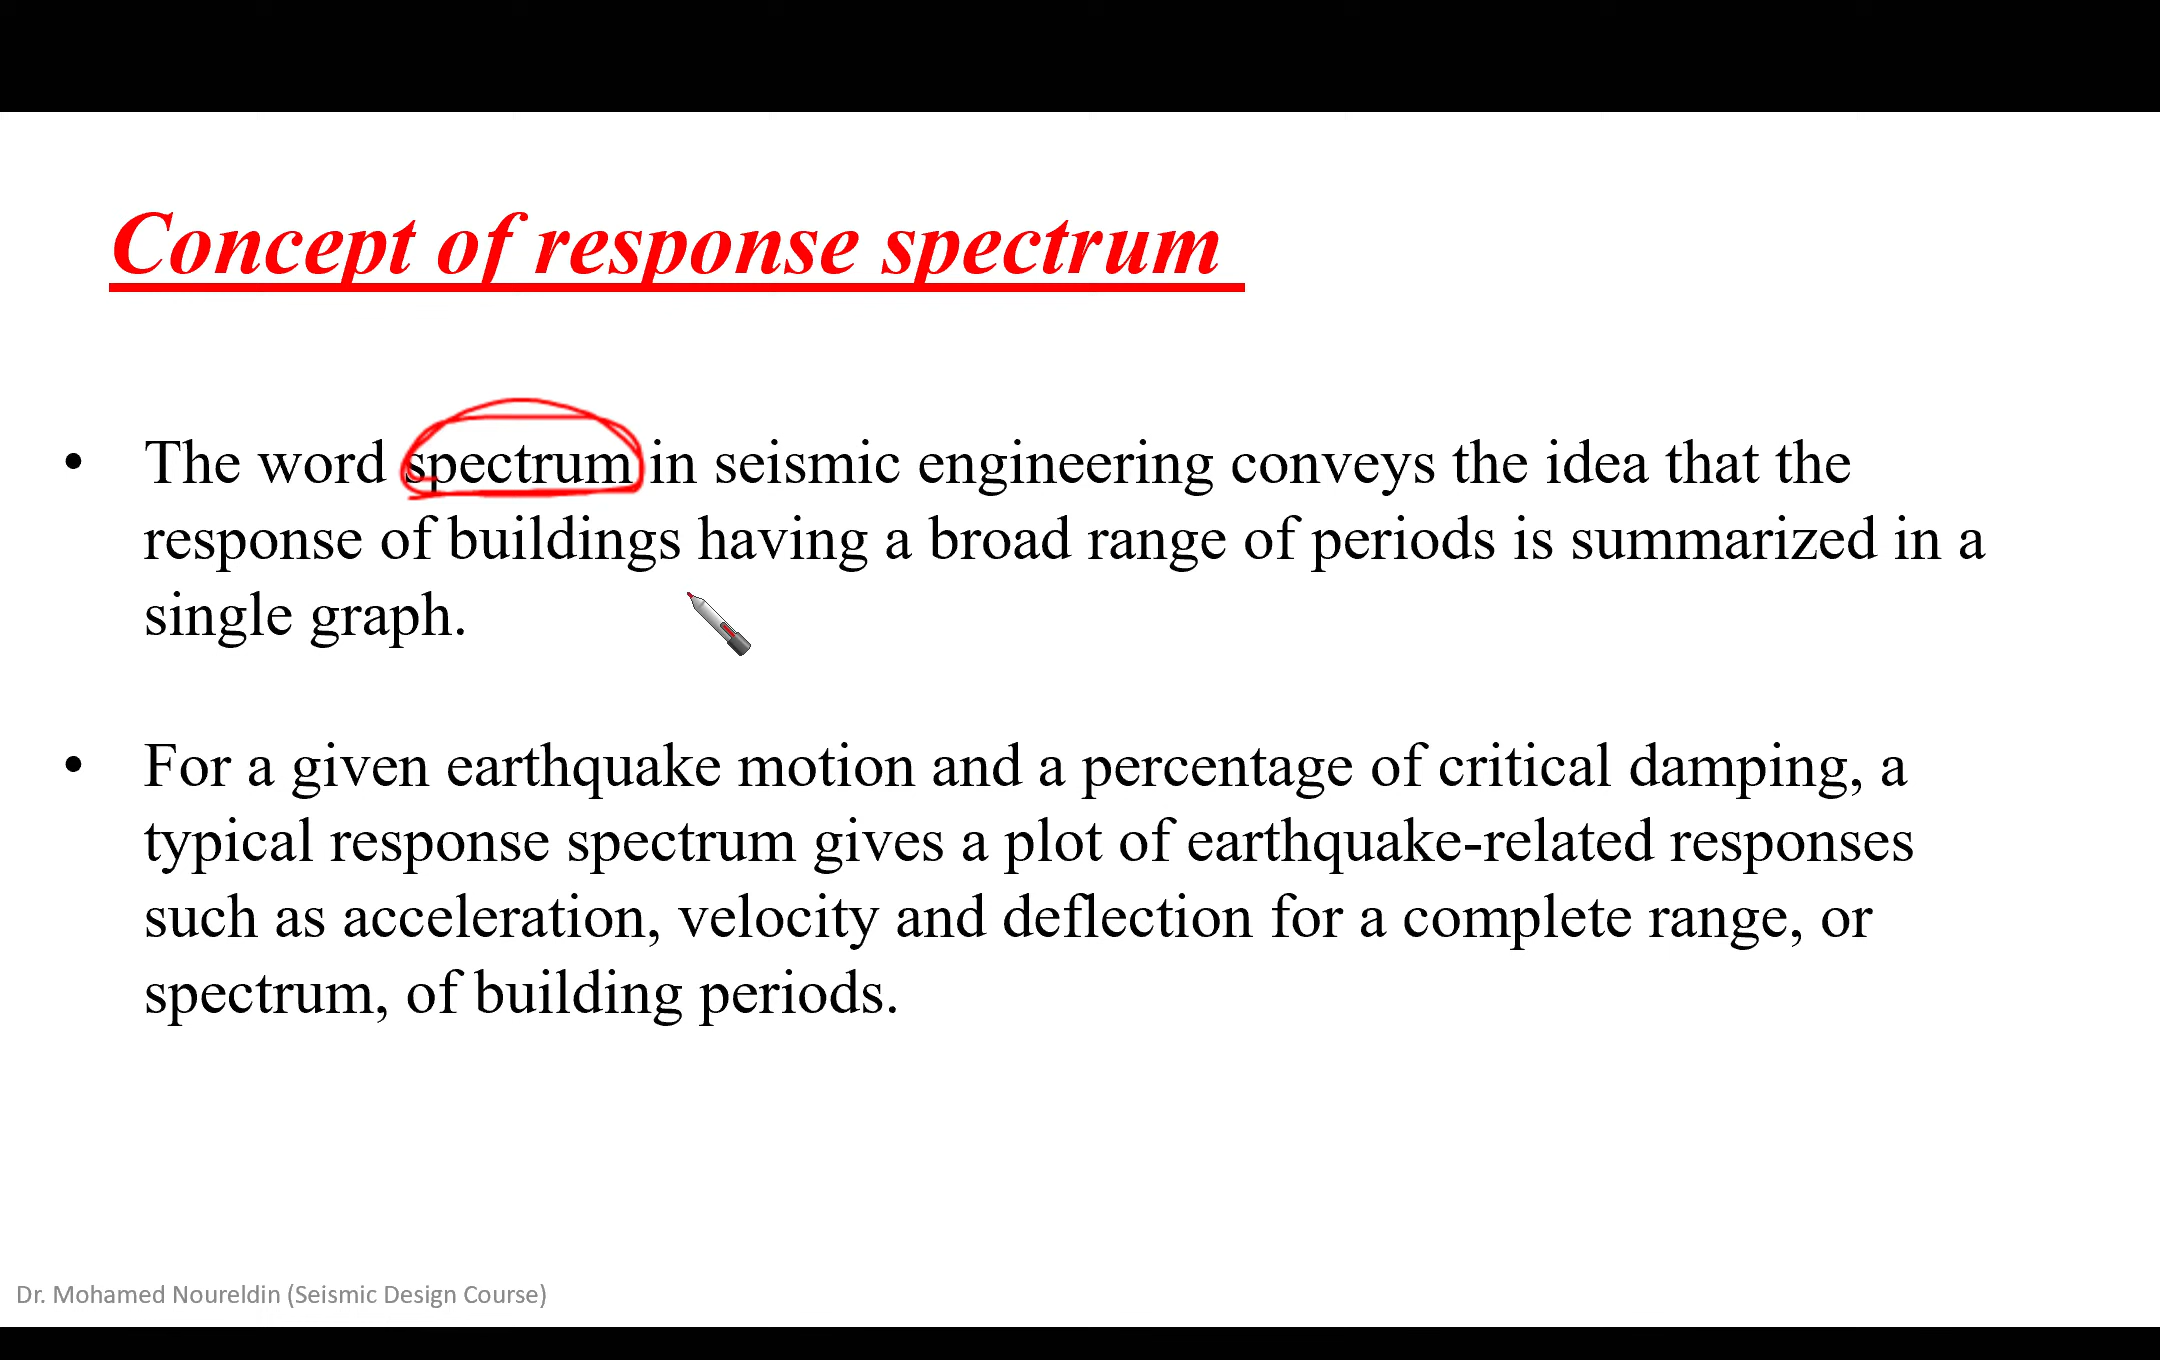 Concept of response spectrum
• The word spectrum in seismic engineering conveys the idea that the
response of buildings having a broad range of periods is summarized in a
single graph.
• For a given earthquake motion and a percentage of critical damping, a
typical response spectrum gives a plot of earthquake-related responses
such as acceleration, velocity and deflection for a complete range, or
spectrum, of building periods.
Dr. Mohamed Noureldin (Seismic Design Course)